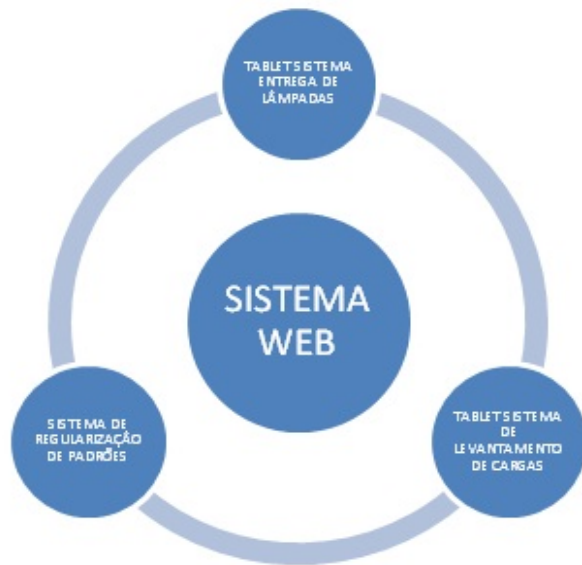 TABLET SISTEMA
ENTREGA DE
LÂMPADAS
SISTEMA
WEB
SISTEMA DE
REGULARIZAÇÃO
DE PADRÕES
TABLET SISTEMA
DE
LEVANTAMENTO
DE CARGAS